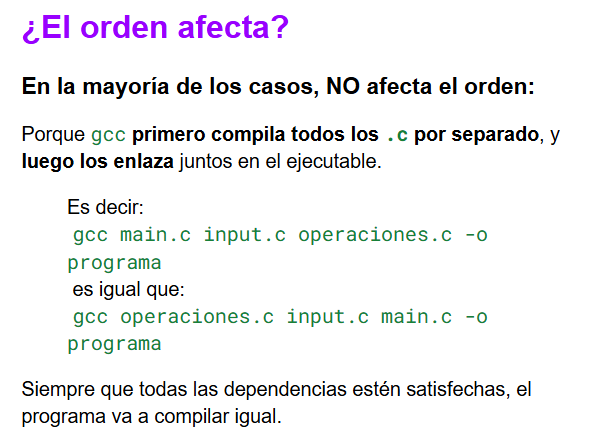 ¿El orden afecta?
En la mayoría de los casos, NO afecta el orden:
Porque gcc primero compila todos los .c por separado, y
luego los enlaza juntos en el ejecutable.
Es decir:
gcc main.c input.c operaciones.c -o
programa
es igual que:
gcc operaciones.c input.c main.c -o
programa
Siempre que todas las dependencias estén satisfechas, el
programa va a compilar igual.